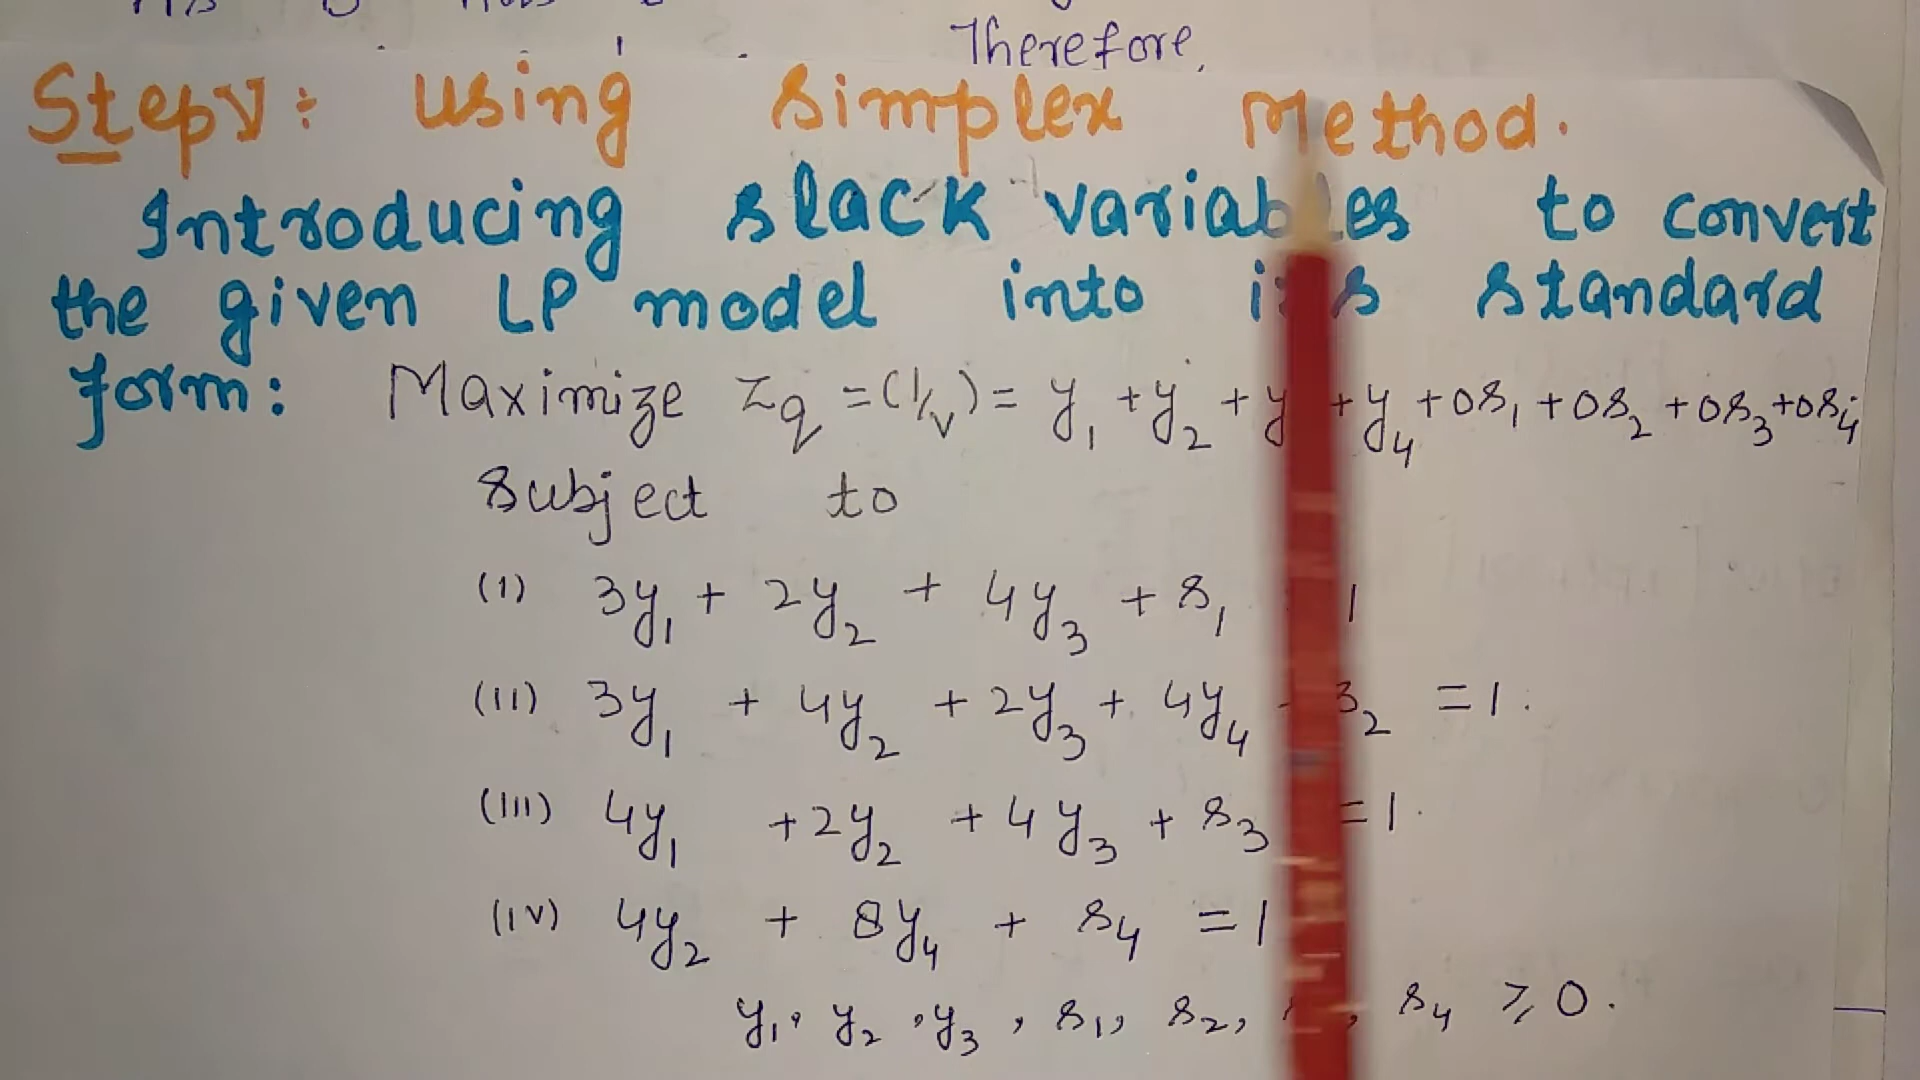 Therefore,
Step V: Using Simplex Method.
Introducing slack variables to convert
the given LP model into its standard
form: Maximize Zq = (1/v) = y₁ + y₂ + y + y₄ + 0s₁ + 0s₂ + 0s₃ + 0s₄
Subject to
(i) 3y₁ + 2y₂ + 4y₃ + s₁ 1
(ii) 3y₁ + 4y₂ + 2y₃ + 4y₄ s₂ = 1.
(iii) 4y₁ + 2y₂ + 4y₃ + s₃ = 1.
(iv) 4y₂ + 8y₄ + s₄ = 1
y₁, y₂, y₃, s₁, s₂, , s₄ ≥ 0.